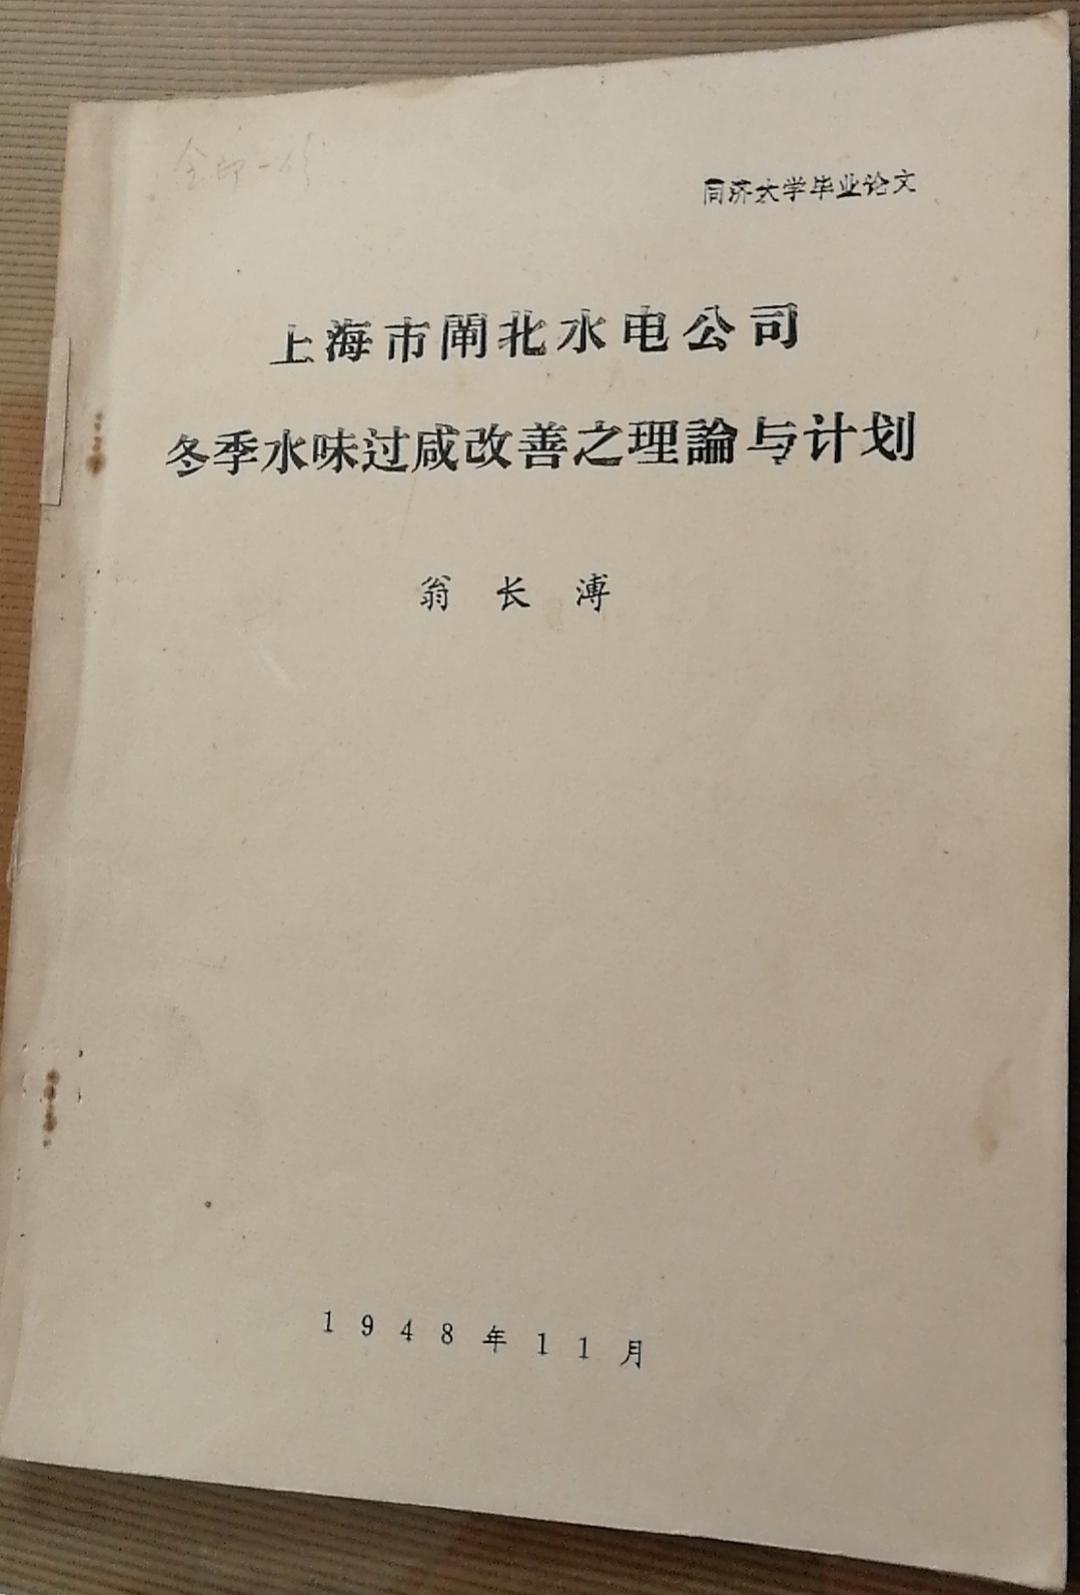 同济大学毕业论文
上海市閘北水电公司
冬季水味过咸改善之理論与计划
翁长溥
1948年11月